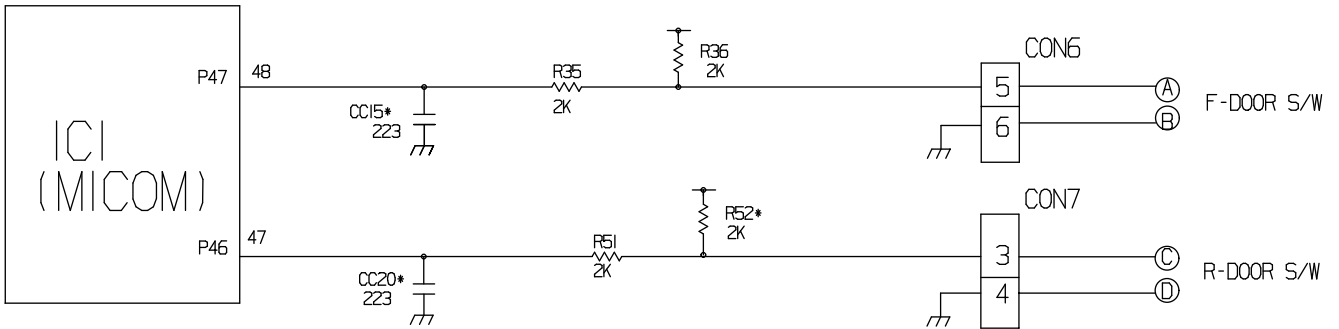 CON6
R36
2K
P47
48
R35
2K
5
A
F-DOOR S/W
CC15*
223
6
B
IC1
(MICOM)
CON7
R52*
2K
P46
47
R51
2K
3
C
R-DOOR S/W
CC20*
223
4
D